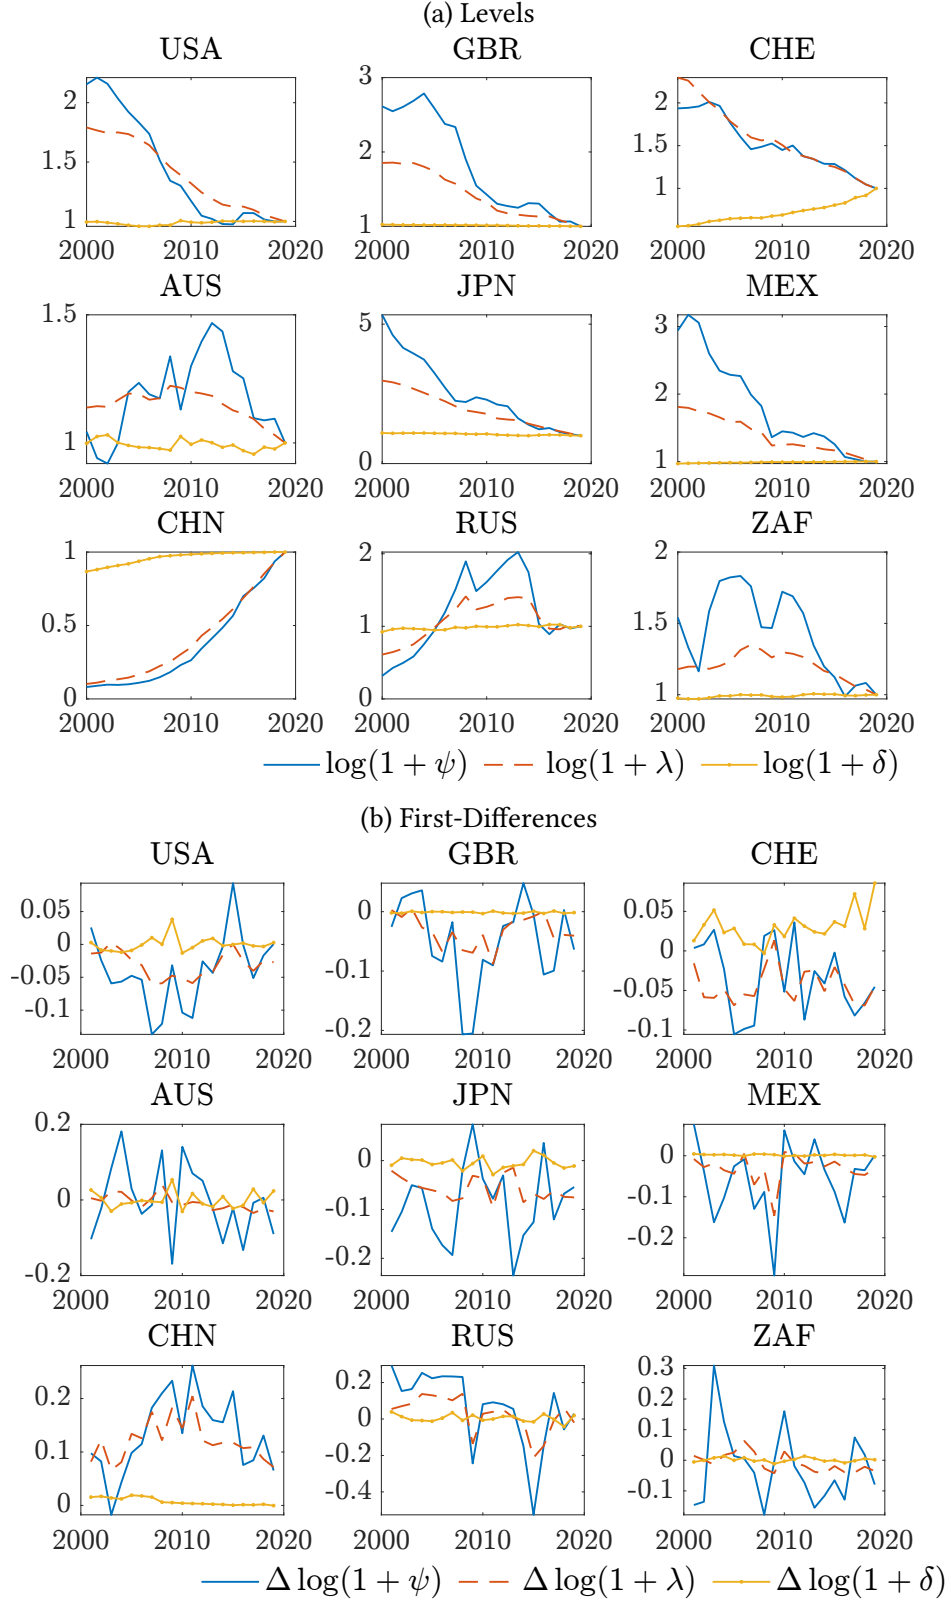 (a) Levels
USA GBR CHE
2 1.5 1
3 2 1
2 1.5 1
2000 2010 2020 2000 2010 2020 2000 2010 2020
AUS JPN MEX
1.5 1
5 0
3 2 1
2000 2010 2020 2000 2010 2020 2000 2010 2020
CHN RUS ZAF
1 0.5 0
2 1 0
2 1.5 1
2000 2010 2020 2000 2010 2020 2000 2010 2020
log(1 + ψ) log(1 + λ) log(1 + δ)
(b) First-Differences
USA GBR CHE
0.05 0 -0.05 -0.1
0 -0.1 -0.2
0.05 0 -0.05 -0.1
2000 2010 2020 2000 2010 2020 2000 2010 2020
AUS JPN MEX
0.2 0 -0.2
0 -0.1 -0.2
0 -0.1 -0.2
2000 2010 2020 2000 2010 2020 2000 2010 2020
CHN RUS ZAF
0.2 0.1 0
0.2 0 -0.2 -0.4
0.3 0.2 0.1 0 -0.1
2000 2010 2020 2000 2010 2020 2000 2010 2020
Δ log(1 + ψ) Δ log(1 + λ) Δ log(1 + δ)